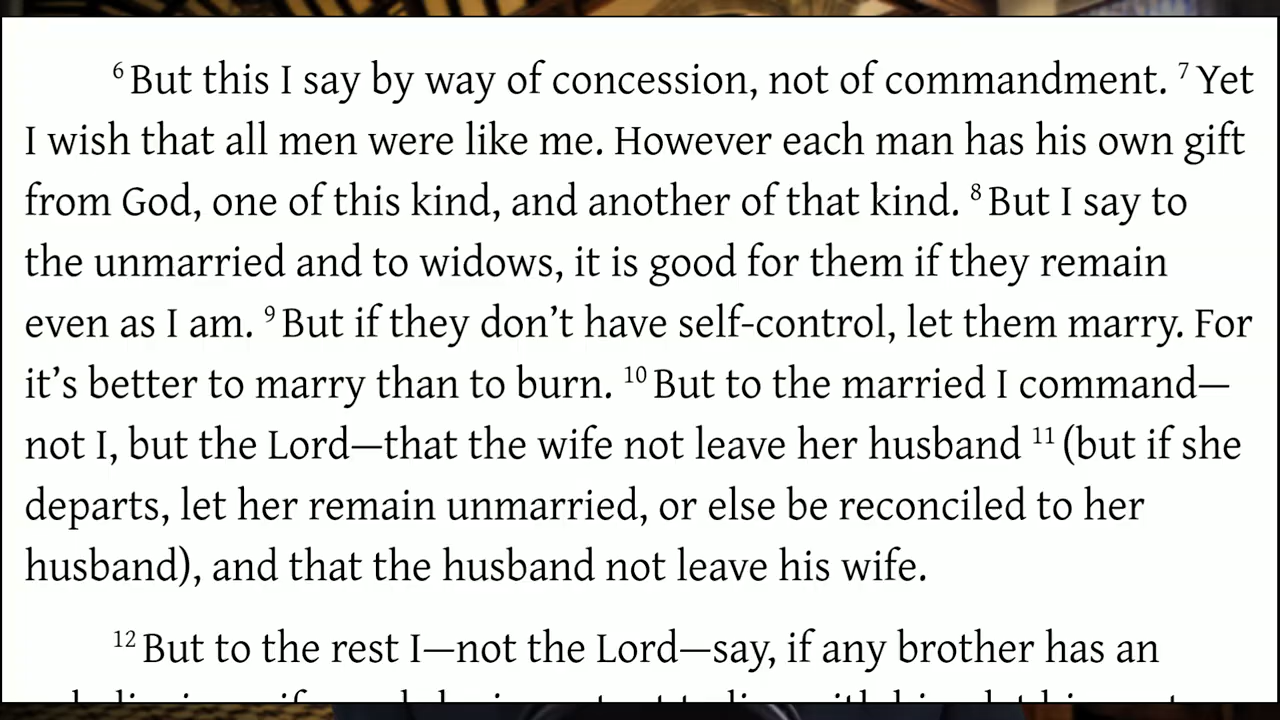 6 But this I say by way of concession, not of commandment. 7 Yet
I wish that all men were like me. However each man has his own gift
from God, one of this kind, and another of that kind. 8 But I say to
the unmarried and to widows, it is good for them if they remain
even as I am. 9 But if they don’t have self-control, let them marry. For
it’s better to marry than to burn. 10 But to the married I command—
not I, but the Lord—that the wife not leave her husband 11 (but if she
departs, let her remain unmarried, or else be reconciled to her
husband), and that the husband not leave his wife.
12 But to the rest I—not the Lord—say, if any brother has an